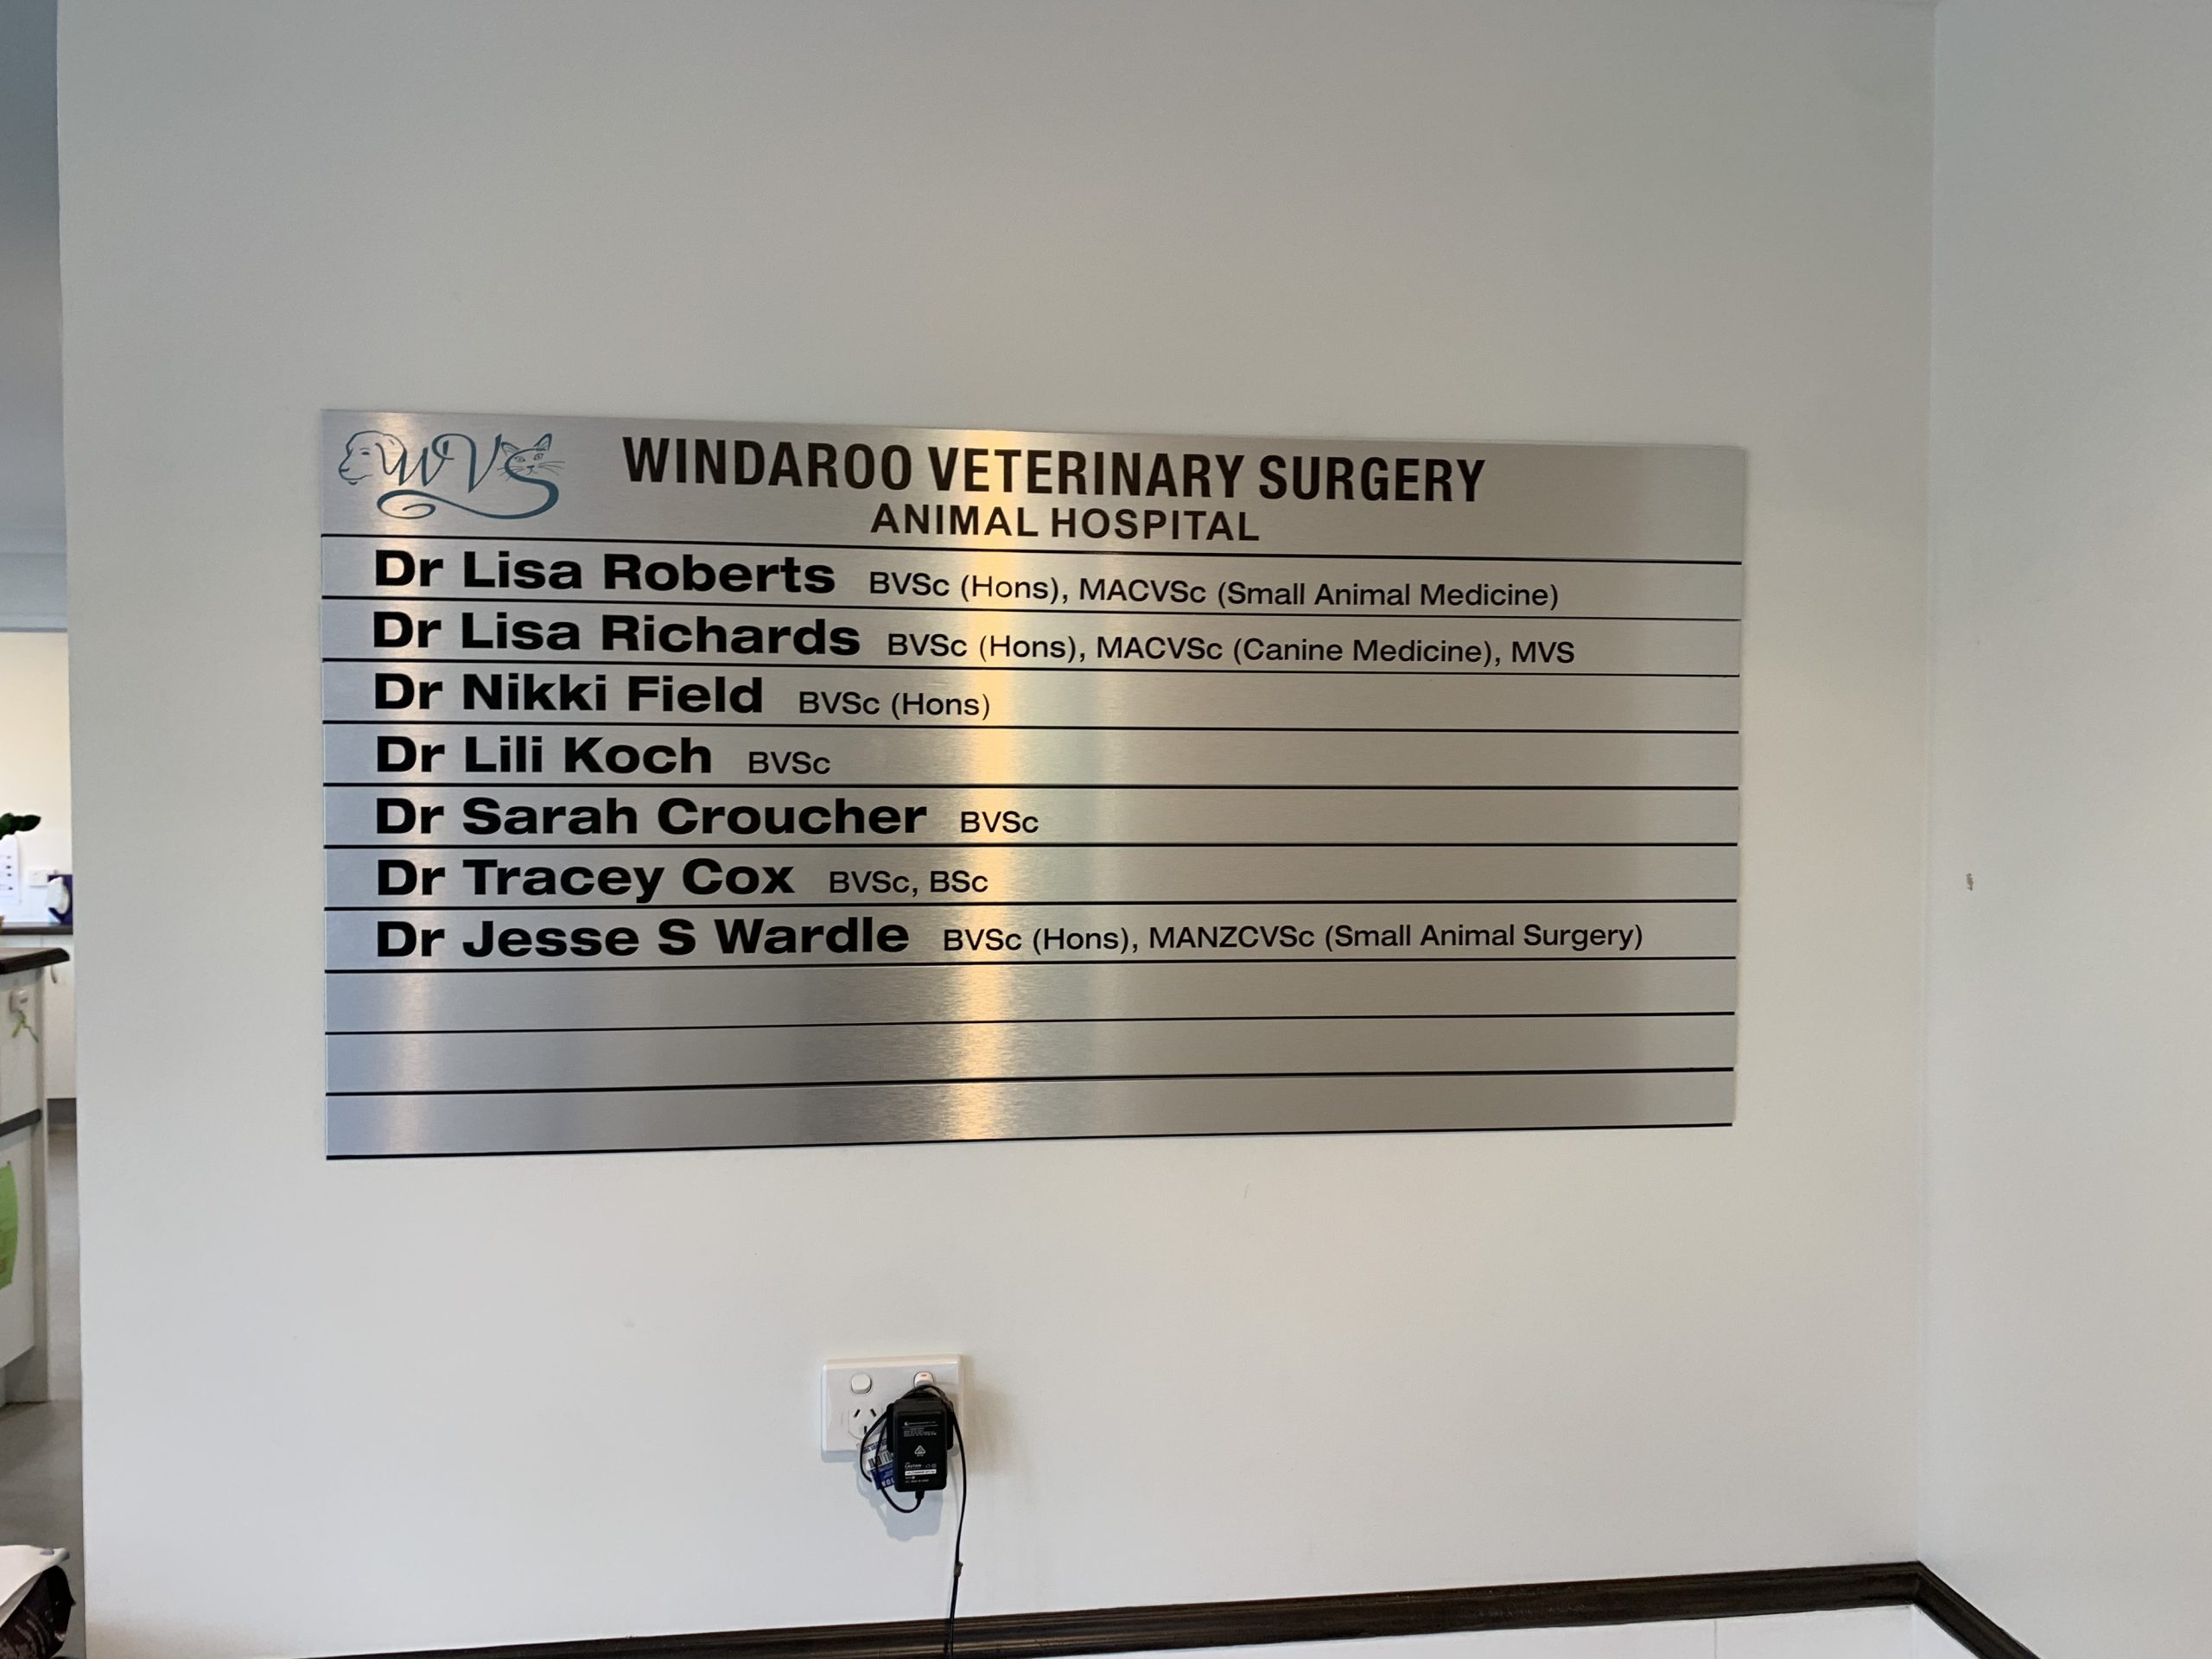 WVS
WINDAROO VETERINARY SURGERY
ANIMAL HOSPITAL
Dr Lisa Roberts BVSc (Hons), MACVSc (Small Animal Medicine)
Dr Lisa Richards BVSc (Hons), MACVSc (Canine Medicine), MVS
Dr Nikki Field BVSc (Hons)
Dr Lili Koch BVSc
Dr Sarah Croucher BVSc
Dr Tracey Cox BVSc, BSc
Dr Jesse S Wardle BVSc (Hons), MANZCVSc (Small Animal Surgery)